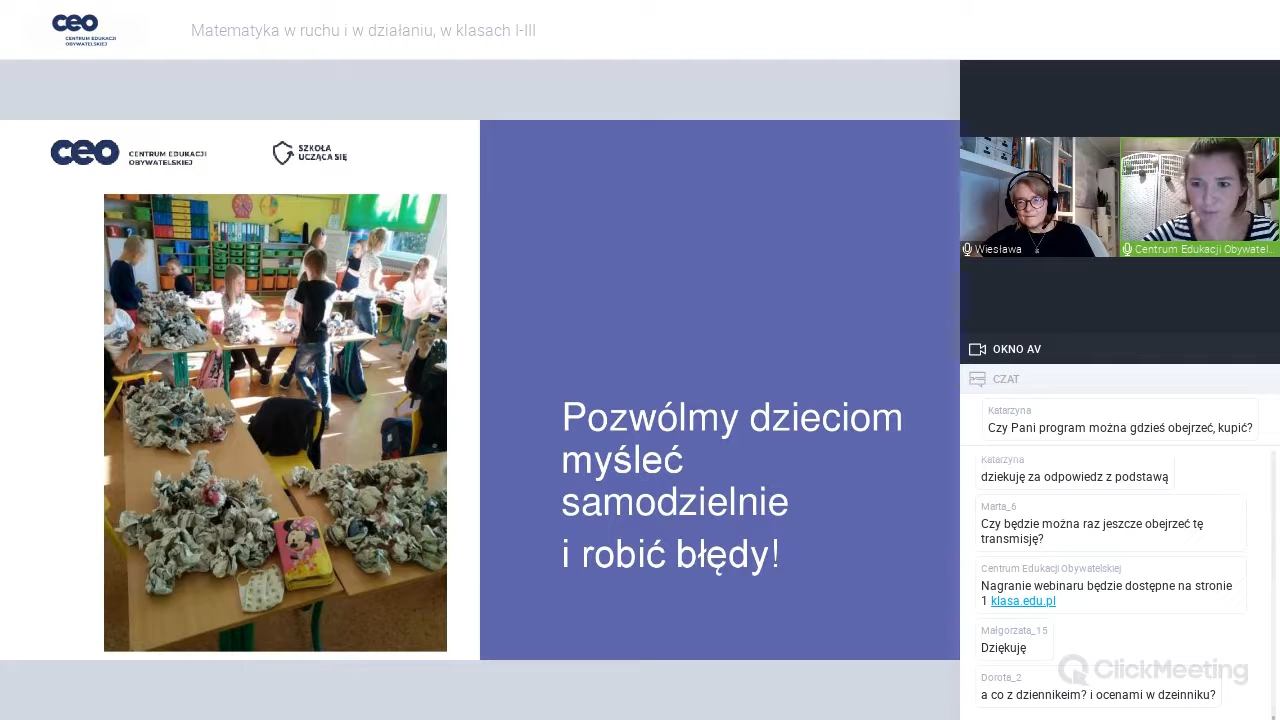 ceo
CENTRUM EDUKACJI
OBYWATELSKIEJ
Matematyka w ruchu i w działaniu, w klasach I-III
ceo
CENTRUM EDUKACJI
OBYWATELSKIEJ
SZKOŁA
UCZĄCA SIĘ
Pozwólmy dzieciom
myśleć
samodzielnie
i robić błędy!
Wiesława
Centrum Edukacji Obywatel...
OKNO AV
CZAT
Katarzyna
Czy Pani program można gdzieś obejrzeć, kupić?
Katarzyna
dziekuję za odpowiedz z podstawą
Marta_6
Czy będzie można raz jeszcze obejrzeć tę
transmisję?
Centrum Edukacji Obywatelskiej
Nagranie webinaru będzie dostępne na stronie
1 klasa.edu.pl
Małgorzata_15
Dziękuję
ClickMeeting
Dorota_2
a co z dziennikeim? i ocenami w dzeinniku?